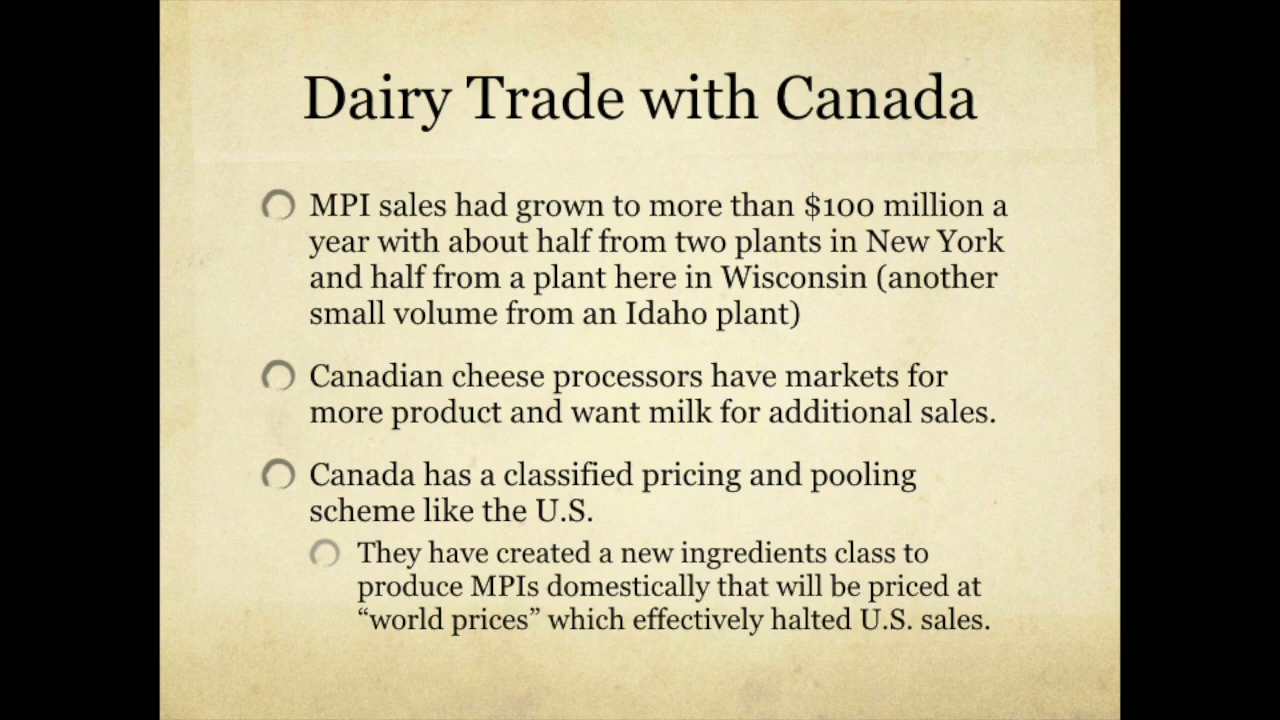 Dairy Trade with Canada
MPI sales had grown to more than $100 million a
year with about half from two plants in New York
and half from a plant here in Wisconsin (another
small volume from an Idaho plant)
Canadian cheese processors have markets for
more product and want milk for additional sales.
Canada has a classified pricing and pooling
scheme like the U.S.
They have created a new ingredients class to
produce MPIs domestically that will be priced at
“world prices” which effectively halted U.S. sales.